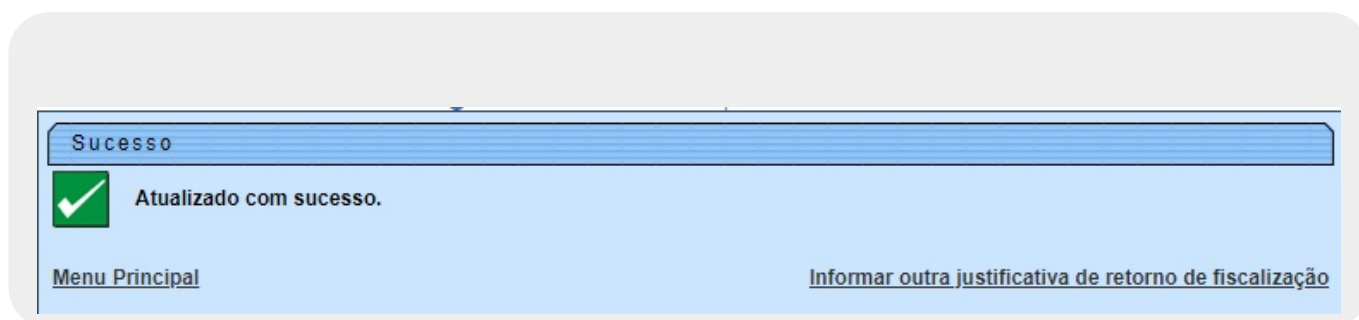 Sucesso
Atualizado com sucesso.
Menu Principal
Informar outra justificativa de retorno de fiscalização